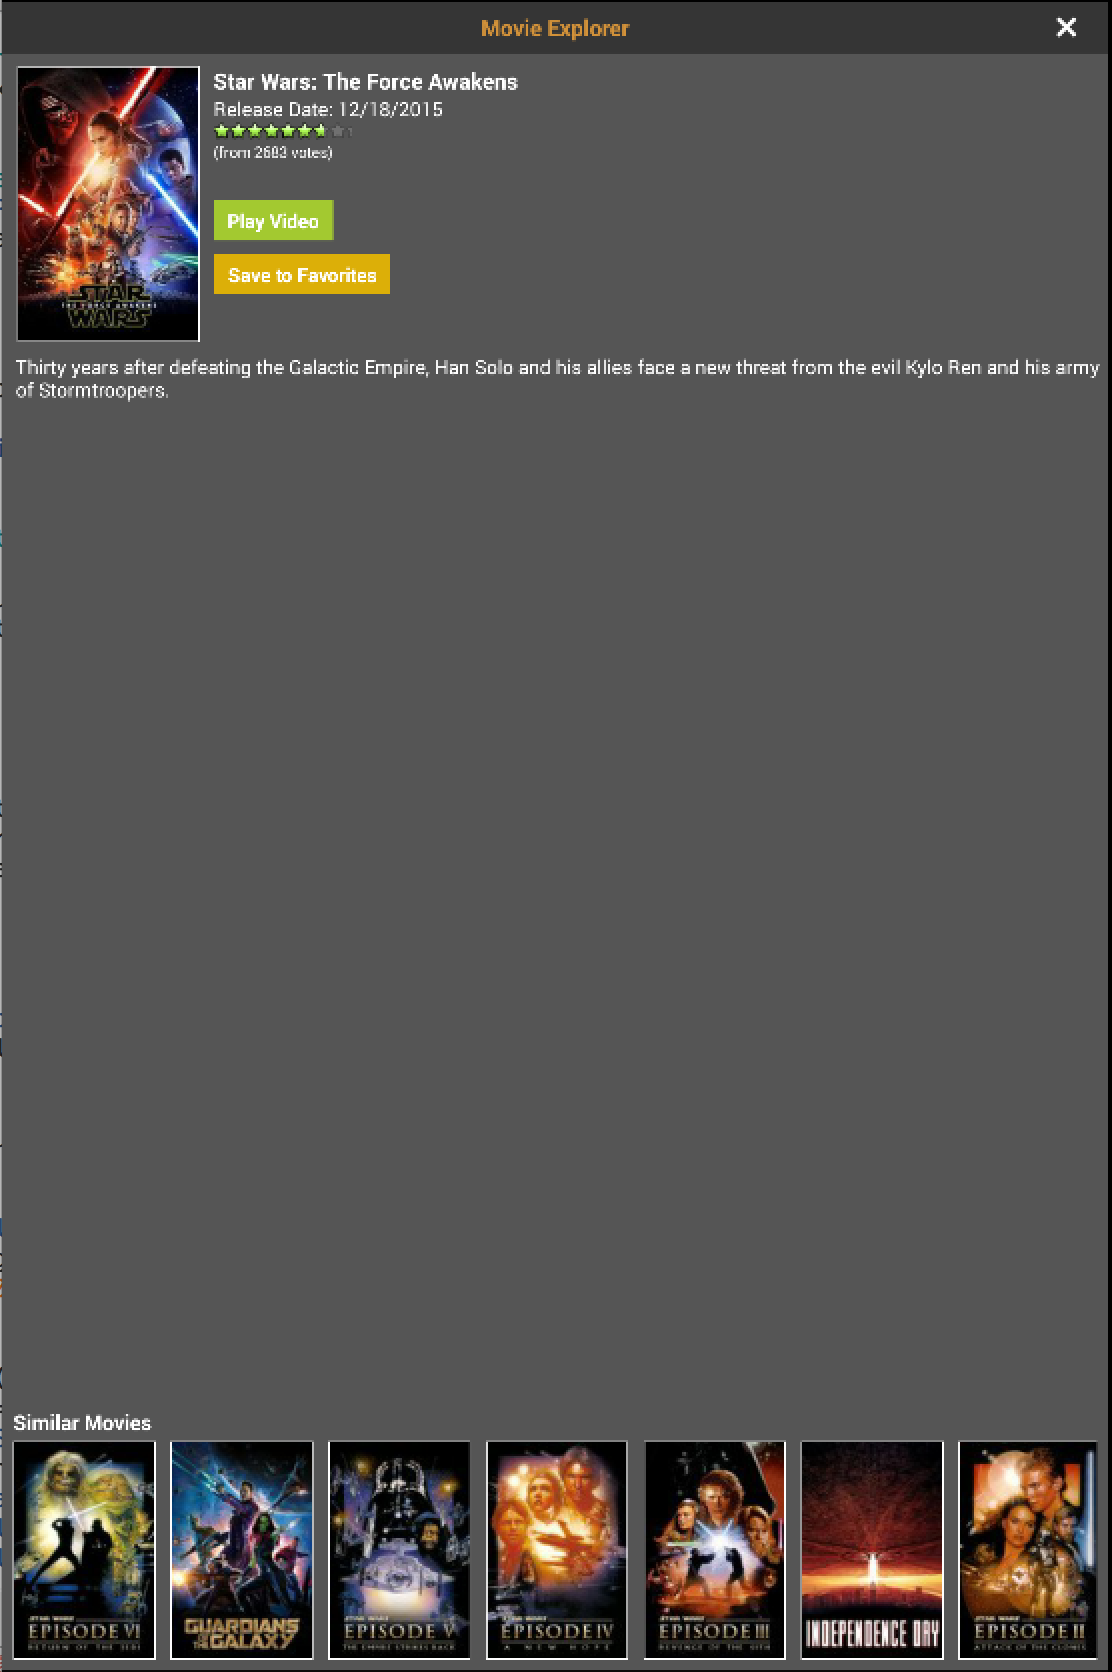 Movie Explorer
Star Wars: The Force Awakens
Release Date: 12/18/2015
(from 2683 votes)
Play Video
Save to Favorites
STAR
THE FORCE AWAKENS
WARS
Thirty years after defeating the Galactic Empire, Han Solo and his allies face a new threat from the evil Kylo Ren and his army
of Stormtroopers.
Similar Movies
STAR WARS
EPISODE VI
RETURN OF THE JEDI
GUARDIANS
OF THE
GALAXY
STAR WARS
EPISODE V
THE EMPIRE STRIKES BACK
STAR WARS
EPISODE IV
A NEW HOPE
STAR WARS
EPISODE III
REVENGE OF THE SITH
INDEPENDENCE DAY
STAR WARS
EPISODE II
ATTACK OF THE CLONES